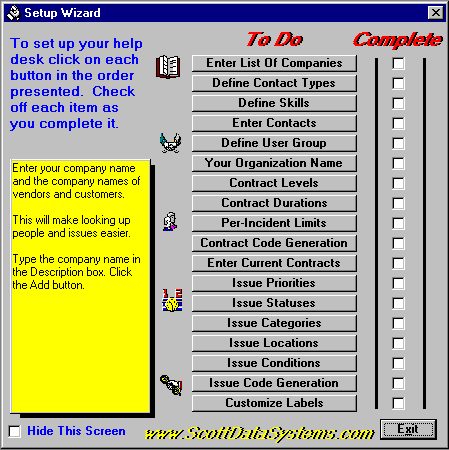 Setup Wizard
To set up your help
desk click on each
button in the order
presented. Check
off each item as
you complete it.
Enter your company name
and the company names of
vendors and customers.
This will make looking up
people and issues easier.
Type the company name in
the Description box. Click
the Add button.
To Do Complete
Enter List Of Companies
Define Contact Types
Define Skills
Enter Contacts
Define User Group
Your Organization Name
Contract Levels
Contract Durations
Per-Incident Limits
Contract Code Generation
Enter Current Contracts
Issue Priorities
Issue Statuses
Issue Categories
Issue Locations
Issue Conditions
Issue Code Generation
Customize Labels
Hide This Screen
www.ScottDataSystems.com
Exit